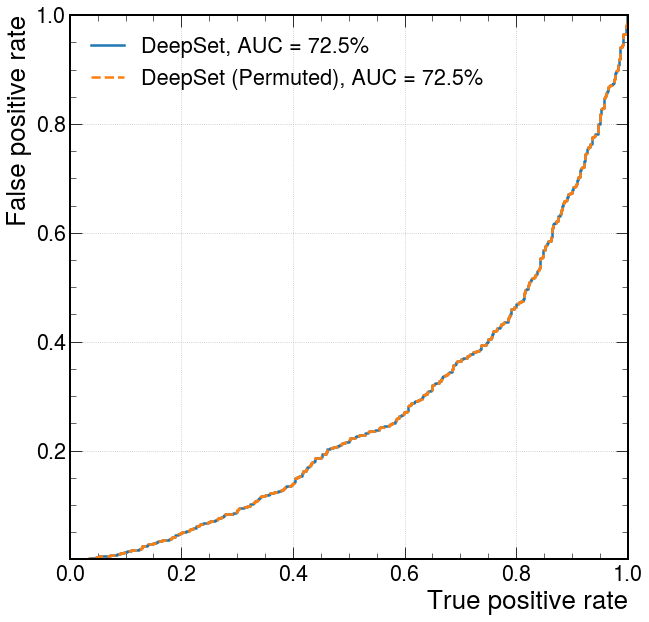 DeepSet, AUC = 72.5%
DeepSet (Permuted), AUC = 72.5%
False positive rate
1.0
0.8
0.6
0.4
0.2
0.0 0.2 0.4 0.6 0.8 1.0
True positive rate